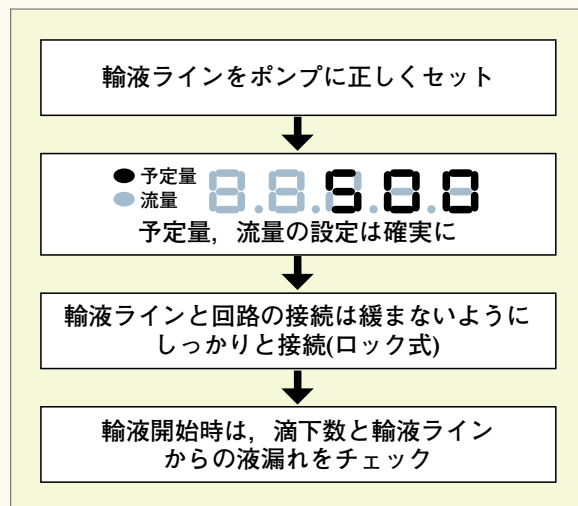 輸液ラインをポンプに正しくセット
予定量
流量
500
予定量，流量の設定は確実に
輸液ラインと回路の接続は緩まないように
しっかりと接続(ロック式)
輸液開始時は，滴下数と輸液ライン
からの液漏れをチェック